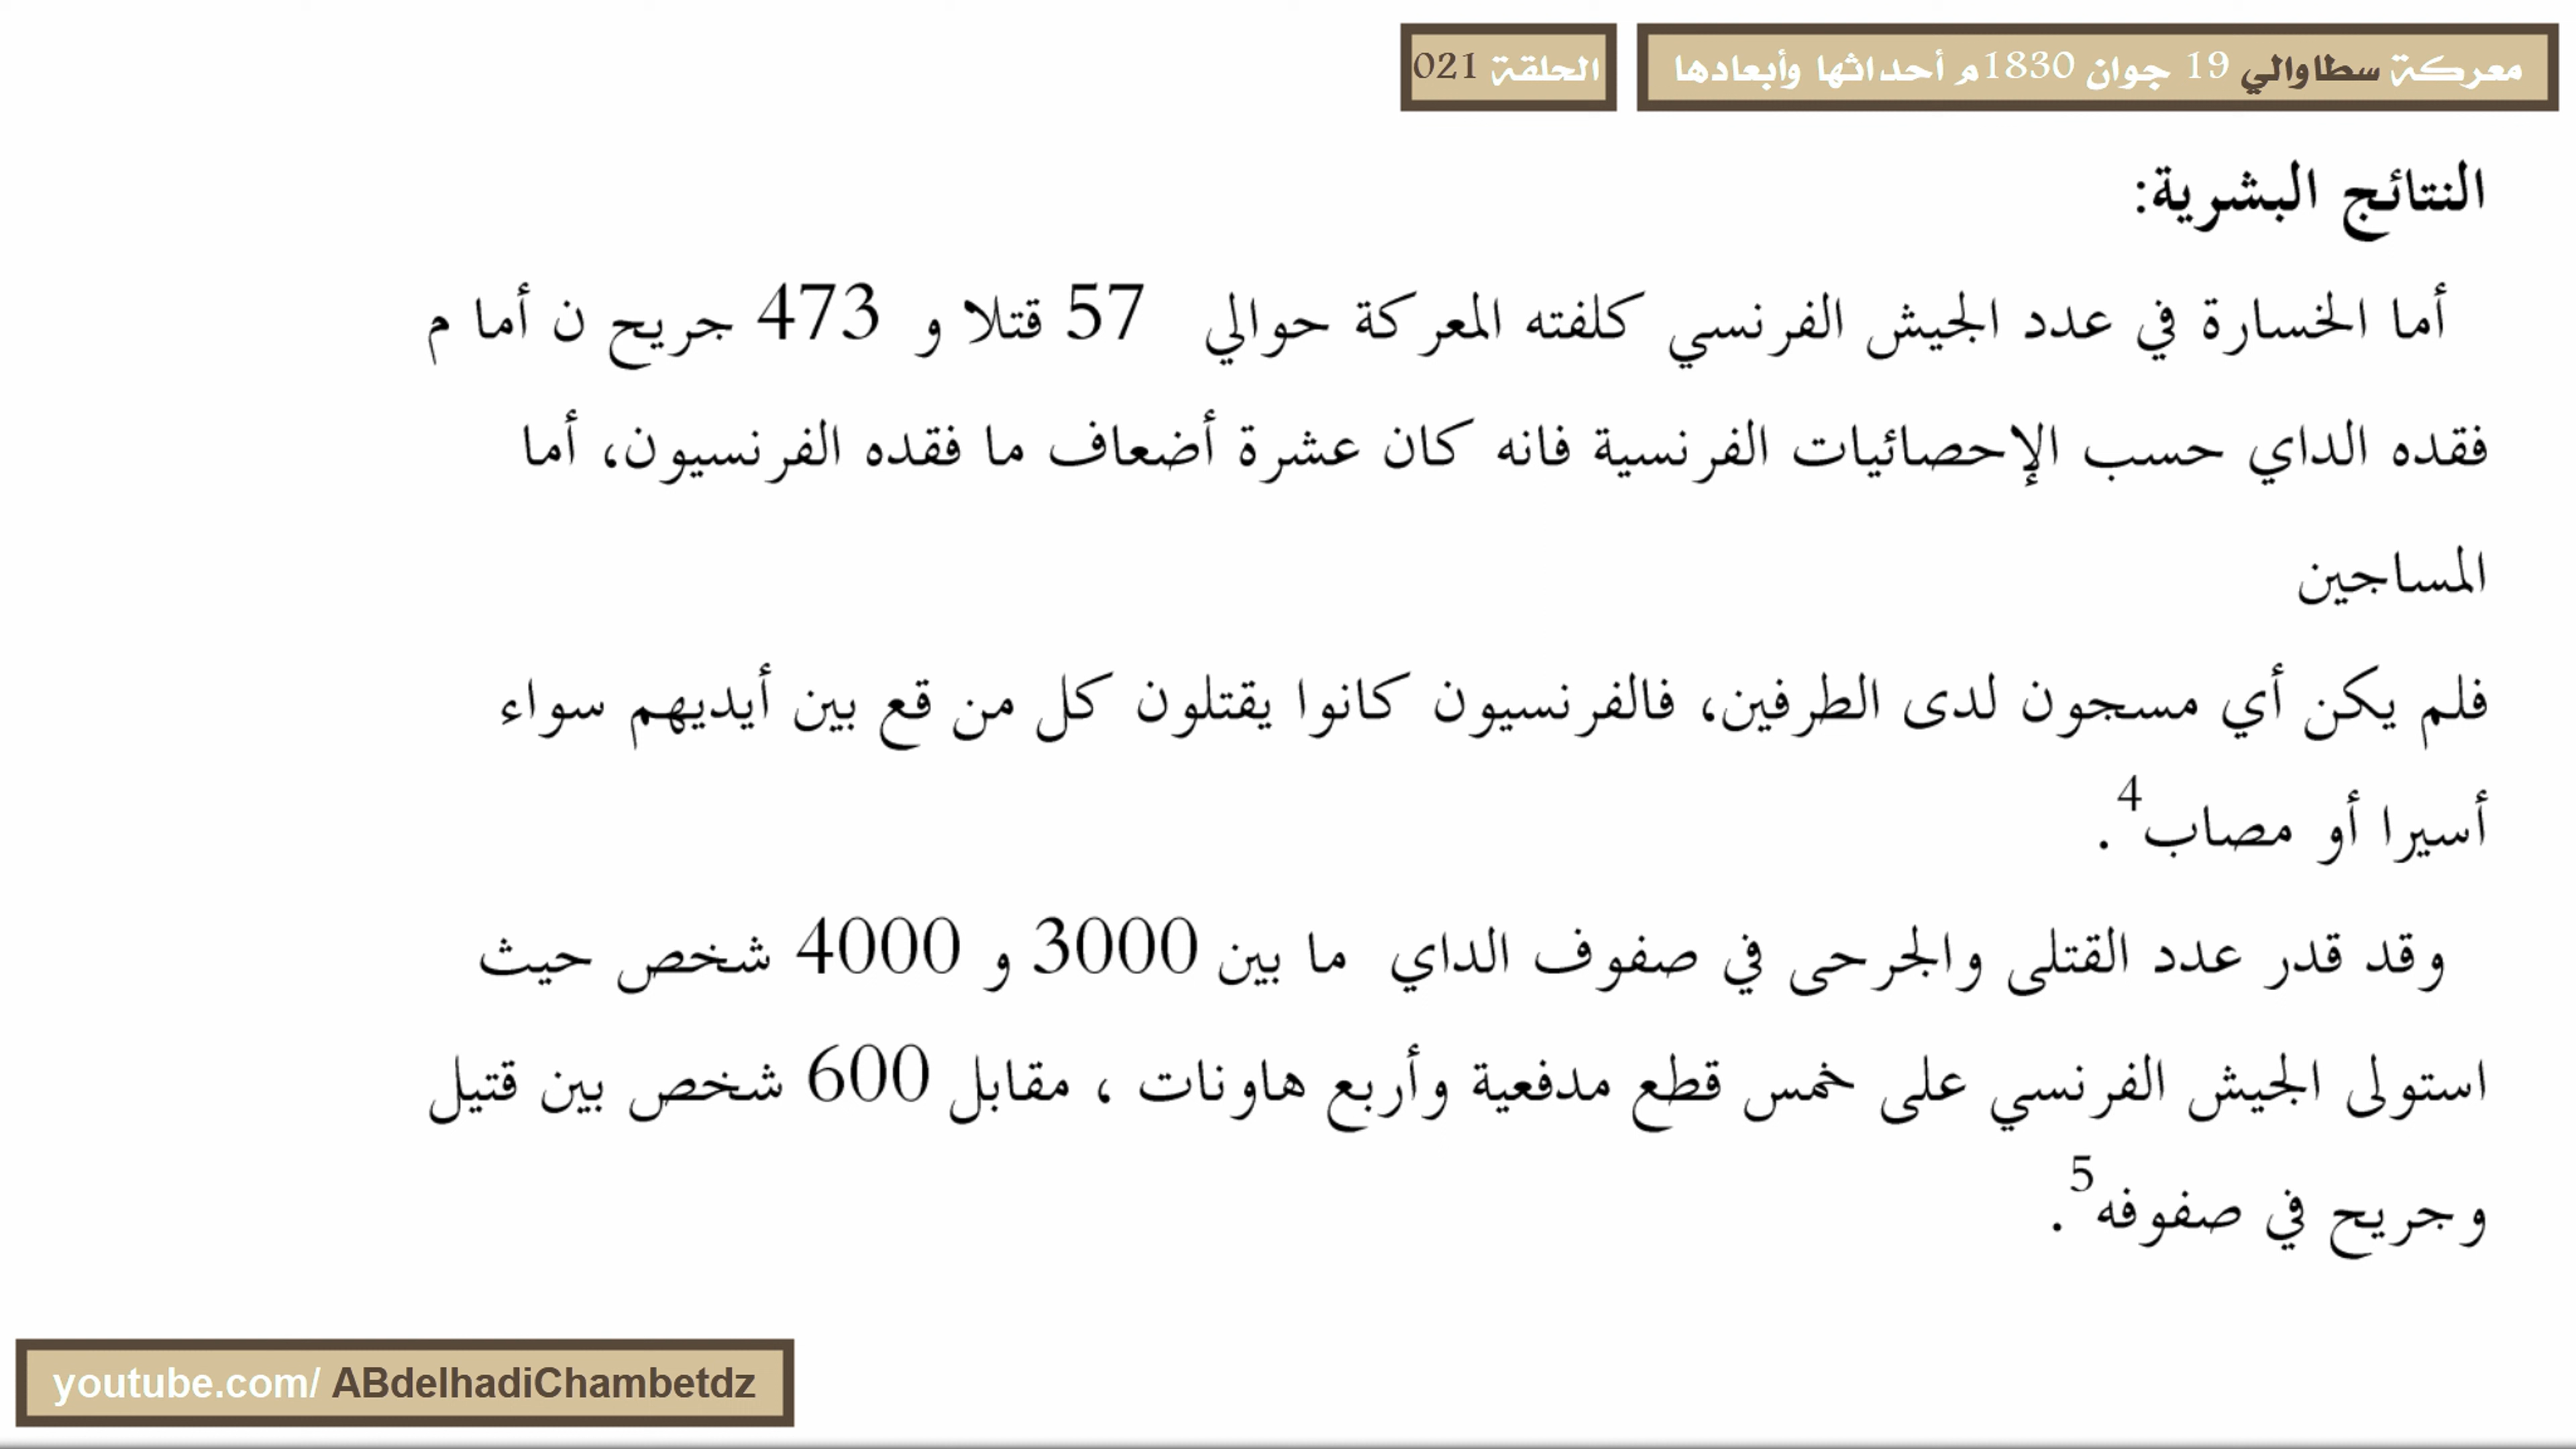 معركة سطاوالي 19 جوان 1830م أحداثها وأبعادها
الحلقة 021
النتائج البشرية:
أما الخسارة في عدد الجيش الفرنسي كلفته المعركة حوالي 57 قتلا و 473 جريح ن أما م
فقده الداي حسب الإحصائيات الفرنسية فانه كان عشرة أضعاف ما فقده الفرنسيون، أما
المساجين
فلم يكن أي مسجون لدى الطرفين، فالفرنسيون كانوا يقتلون كل من قع بين أيديهم سواء
أسيرا أو مصاب4.
وقد قدر عدد القتلى والجرحى في صفوف الداي ما بين 3000 و 4000 شخص حيث
استولى الجيش الفرنسي على خمس قطع مدفعية وأربع هاونات ، مقابل 600 شخص بين قتيل
وجريح في صفوفه5.
youtube.com/ ABdelhadiChambetdz